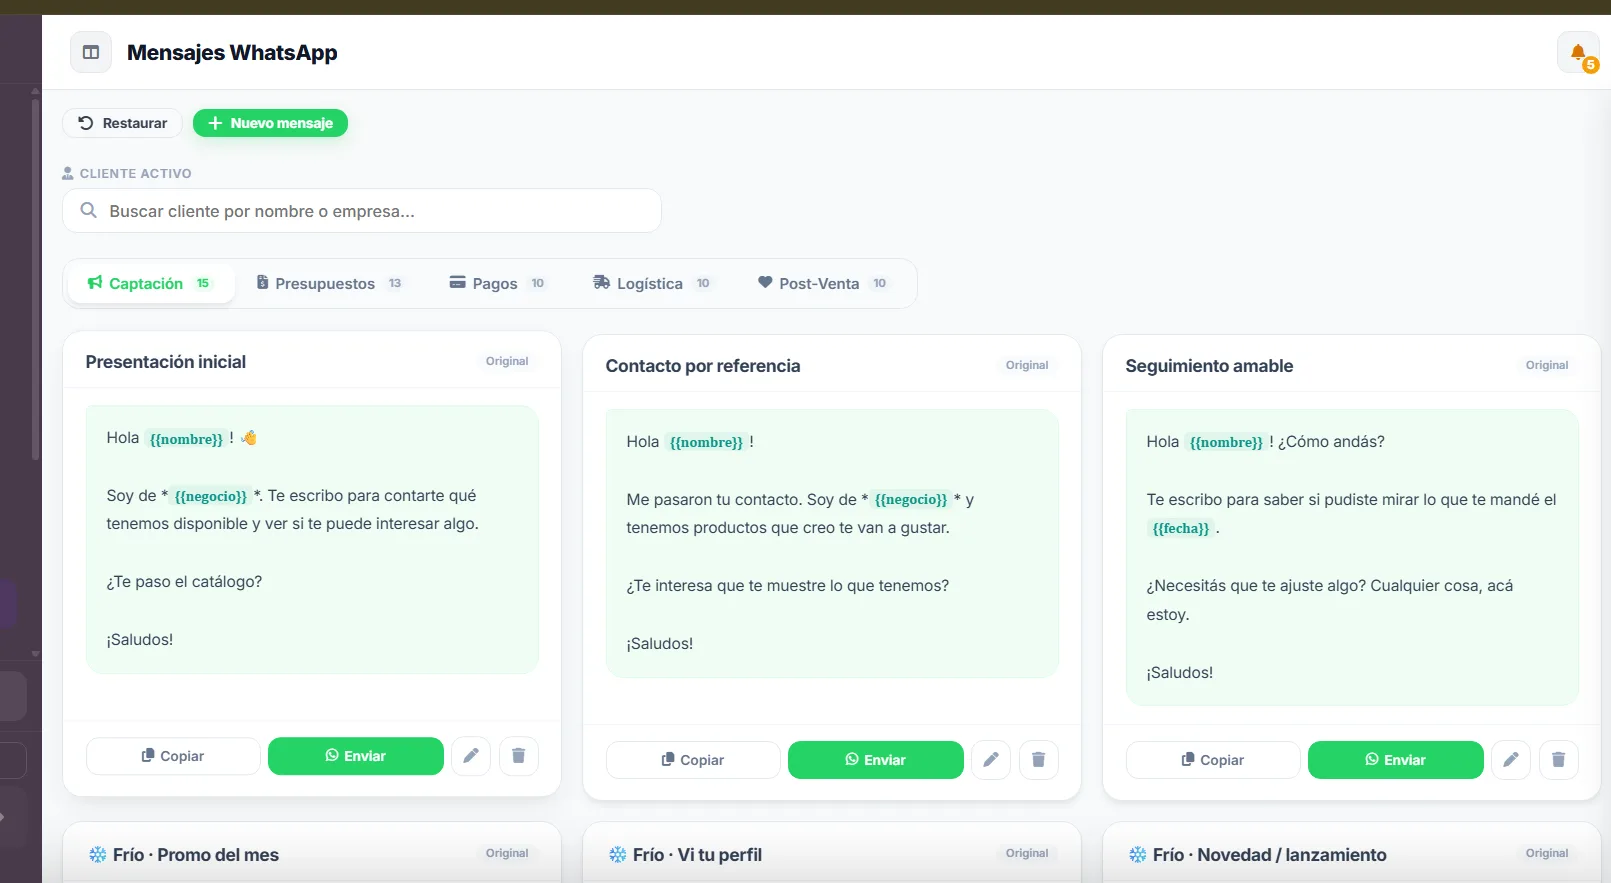 Mensajes WhatsApp
5
Restaurar
Nuevo mensaje
CLIENTE ACTIVO
Buscar cliente por nombre o empresa...
Captación 15
Presupuestos 13
Pagos 10
Logística 10
Post-Venta 10
Presentación inicial
Original
Hola {{nombre}} ! 👋
Soy de * {{negocio}} *. Te escribo para contarte qué
tenemos disponible y ver si te puede interesar algo.
¿Te paso el catálogo?
¡Saludos!
Copiar
Enviar
Contacto por referencia
Original
Hola {{nombre}} !
Me pasaron tu contacto. Soy de * {{negocio}} * y
tenemos productos que creo te van a gustar.
¿Te interesa que te muestre lo que tenemos?
¡Saludos!
Copiar
Enviar
Seguimiento amable
Original
Hola {{nombre}} ! ¿Cómo andás?
Te escribo para saber si pudiste mirar lo que te mandé el
{{fecha}} .
¿Necesitás que te ajuste algo? Cualquier cosa, acá
estoy.
¡Saludos!
Copiar
Enviar
❄️ Frío · Promo del mes
Original
❄️ Frío · Vi tu perfil
Original
❄️ Frío · Novedad / lanzamiento
Original